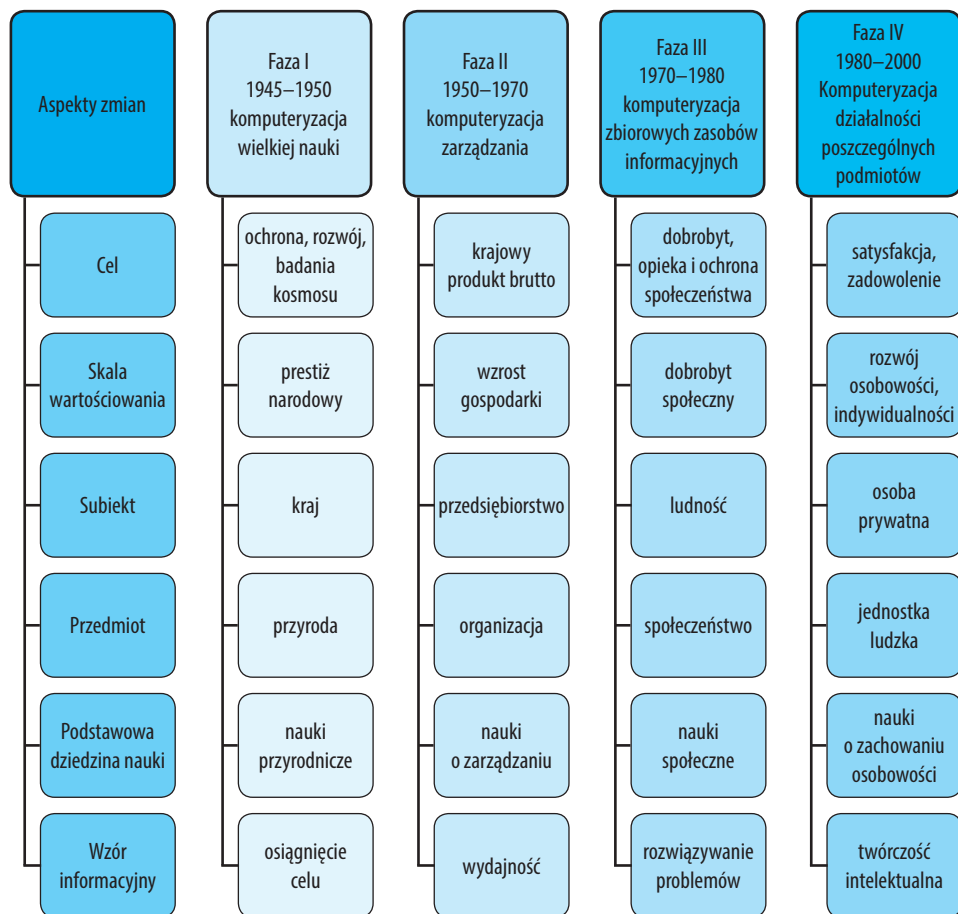 Aspekty zmian
Faza I
1945–1950
komputeryzacja
wielkiej nauki
Faza II
1950–1970
komputeryzacja
zarządzania
Faza III
1970–1980
komputeryzacja
zbiorowych zasobów
informacyjnych
Faza IV
1980–2000
Komputeryzacja
działalności
poszczególnych
podmiotów
Cel
ochrona, rozwój,
badania
kosmosu
krajowy
produkt brutto
dobrobyt,
opieka i ochrona
społeczeństwa
satysfakcja,
zadowolenie
Skala
wartościowania
prestiż
narodowy
wzrost
gospodarki
dobrobyt
społeczny
rozwój
osobowości,
indywidualności
Subiekt
kraj
przedsiębiorstwo
ludność
osoba
prywatna
Przedmiot
przyroda
organizacja
społeczeństwo
jednostka
ludzka
Podstawowa
dziedzina nauki
nauki
przyrodnicze
nauki
o zarządzaniu
nauki
społeczne
nauki
o zachowaniu
osobowości
Wzór
informacyjny
osiągnięcie
celu
wydajność
rozwiązywanie
problemów
twórczość
intelektualna